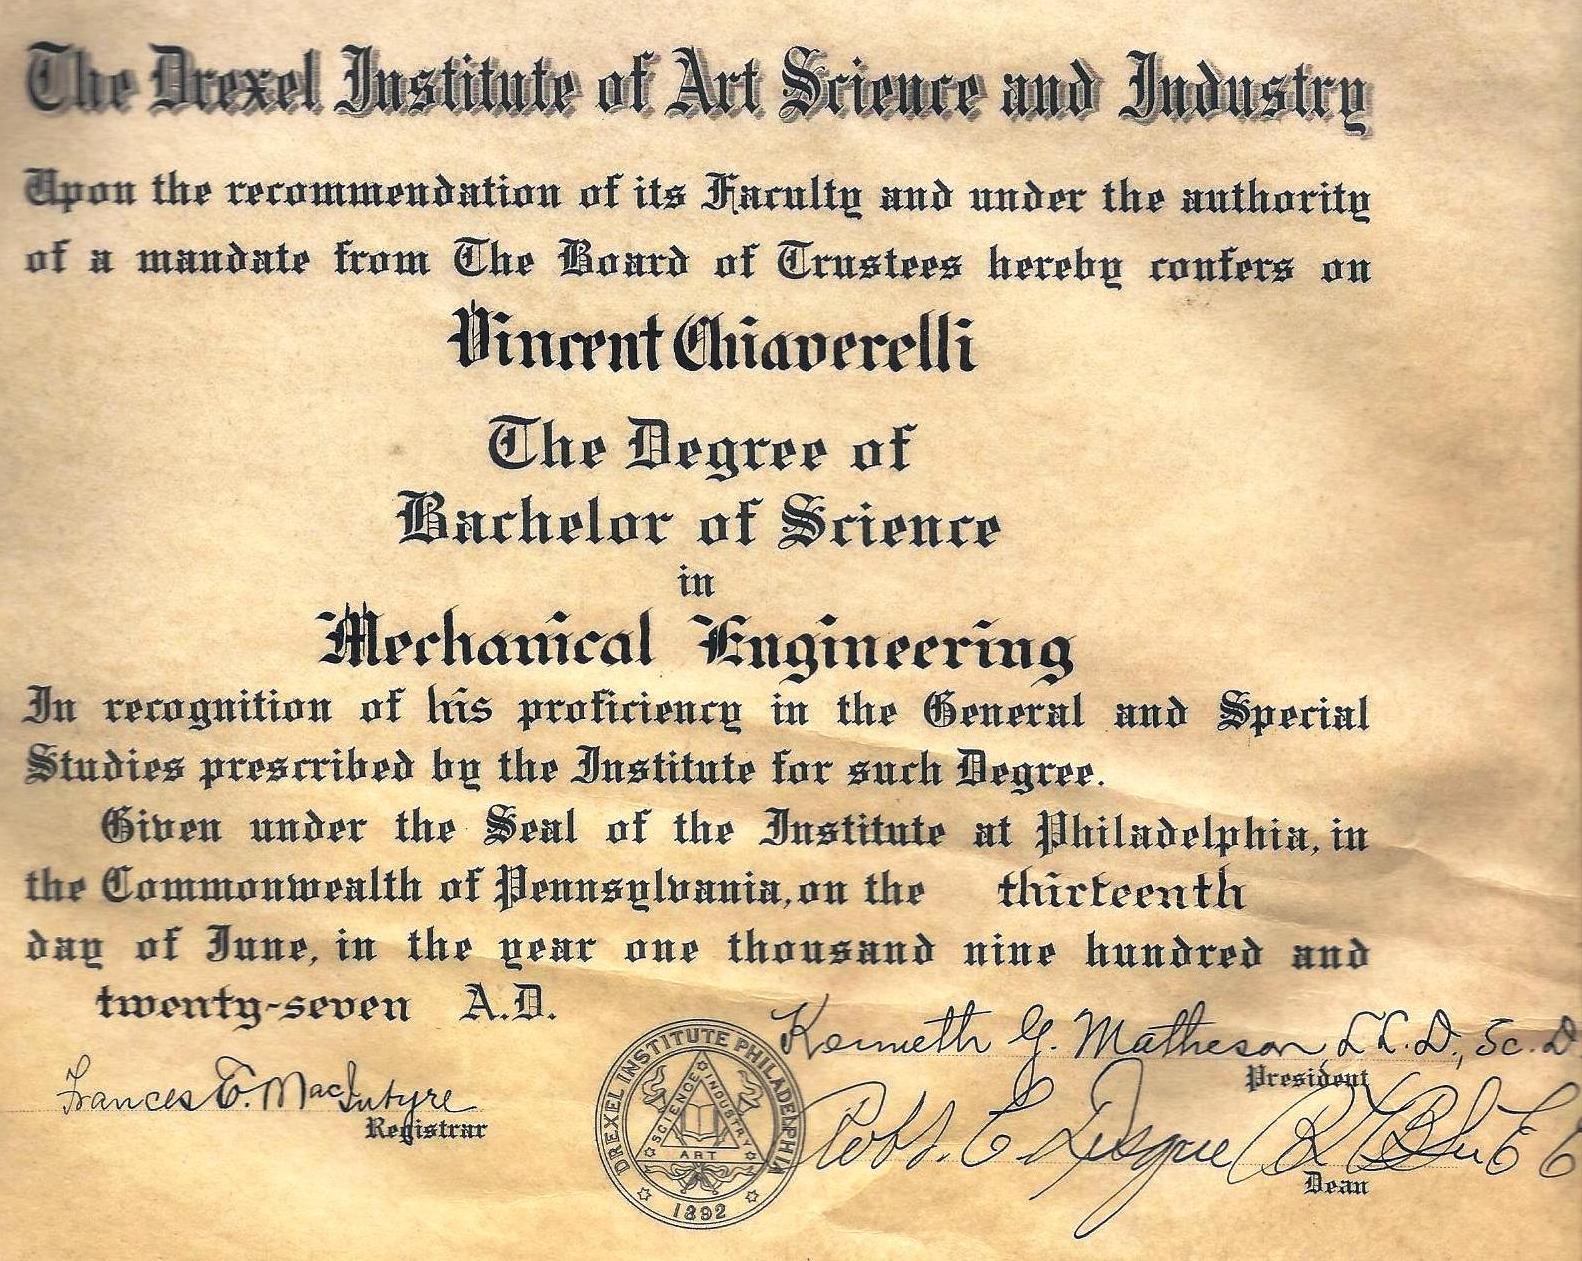 The Drexel Institute of Art Science and Industry
Upon the recommendation of its Faculty and under the authority
of a mandate from The Board of Trustees hereby confers on
Vincent Chiaverelli
The Degree of
Bachelor of Science
in
Mechanical Engineering
In recognition of his proficiency in the General and Special
Studies prescribed by the Institute for such Degree.
Given under the Seal of the Institute at Philadelphia, in
the Commonwealth of Pennsylvania, on the thirteenth
day of June, in the year one thousand nine hundred and
twenty-seven A.D.
Kenneth G. Matheson, LL.D., Sc.D.
President
Frances E. MacIntyre
Registrar
DREXEL INSTITUTE PHILADELPHIA
SCIENCE INDUSTRY
ART
1892
Robt. C. Disque
Dean